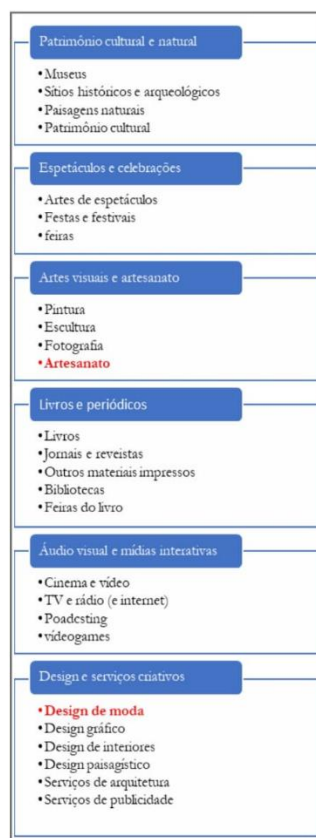 Patrimônio cultural e natural
•Museus
•Sítios históricos e arqueológicos
•Paisagens naturais
•Patrimônio cultural
Espetáculos e celebrações
•Artes de espetáculos
•Festas e festivais
•feiras
Artes visuais e artesanato
•Pintura
•Escultura
•Fotografia
•Artesanato
Livros e periódicos
•Livros
•Jornais e reveistas
•Outros materiais impressos
•Bibliotecas
•Feiras do livro
Áudio visual e mídias interativas
•Cinema e vídeo
•TV e rádio (e internet)
•Poadcsting
•vídeogames
Design e serviços criativos
•Design de moda
•Design gráfico
•Design de interiores
•Design paisagístico
•Serviços de arquitetura
•Serviços de publicidade